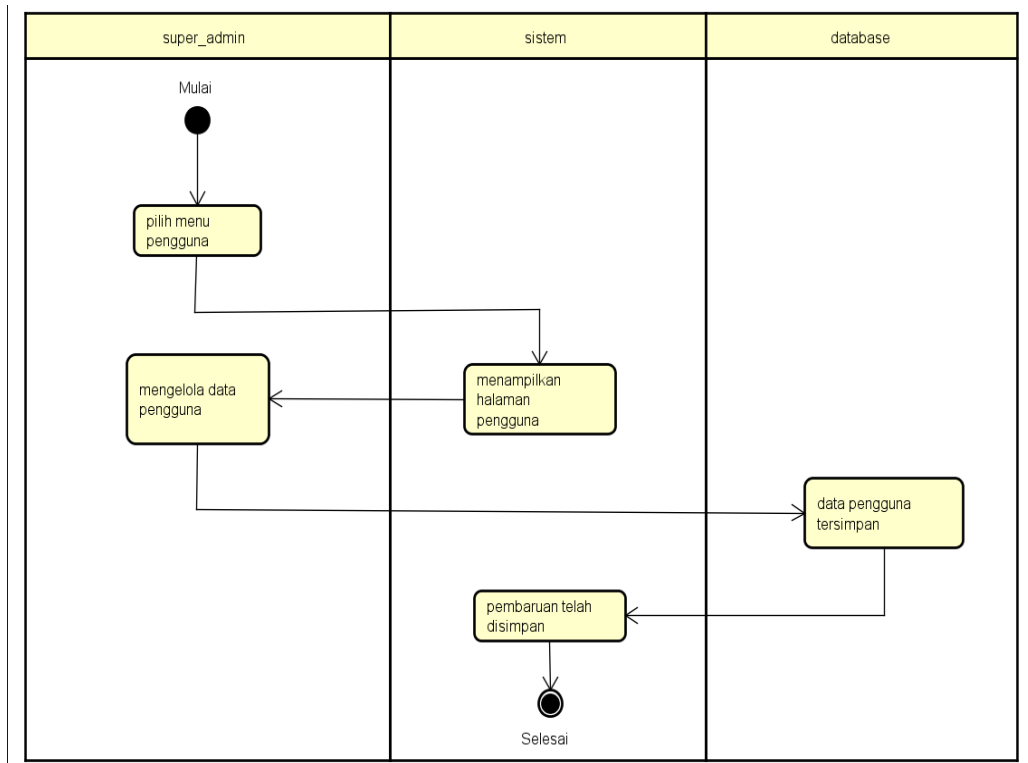 super_admin
sistem
database
Mulai
pilih menu
pengguna
menampilkan
halaman
pengguna
mengelola data
pengguna
data pengguna
tersimpan
pembaruan telah
disimpan
Selesai